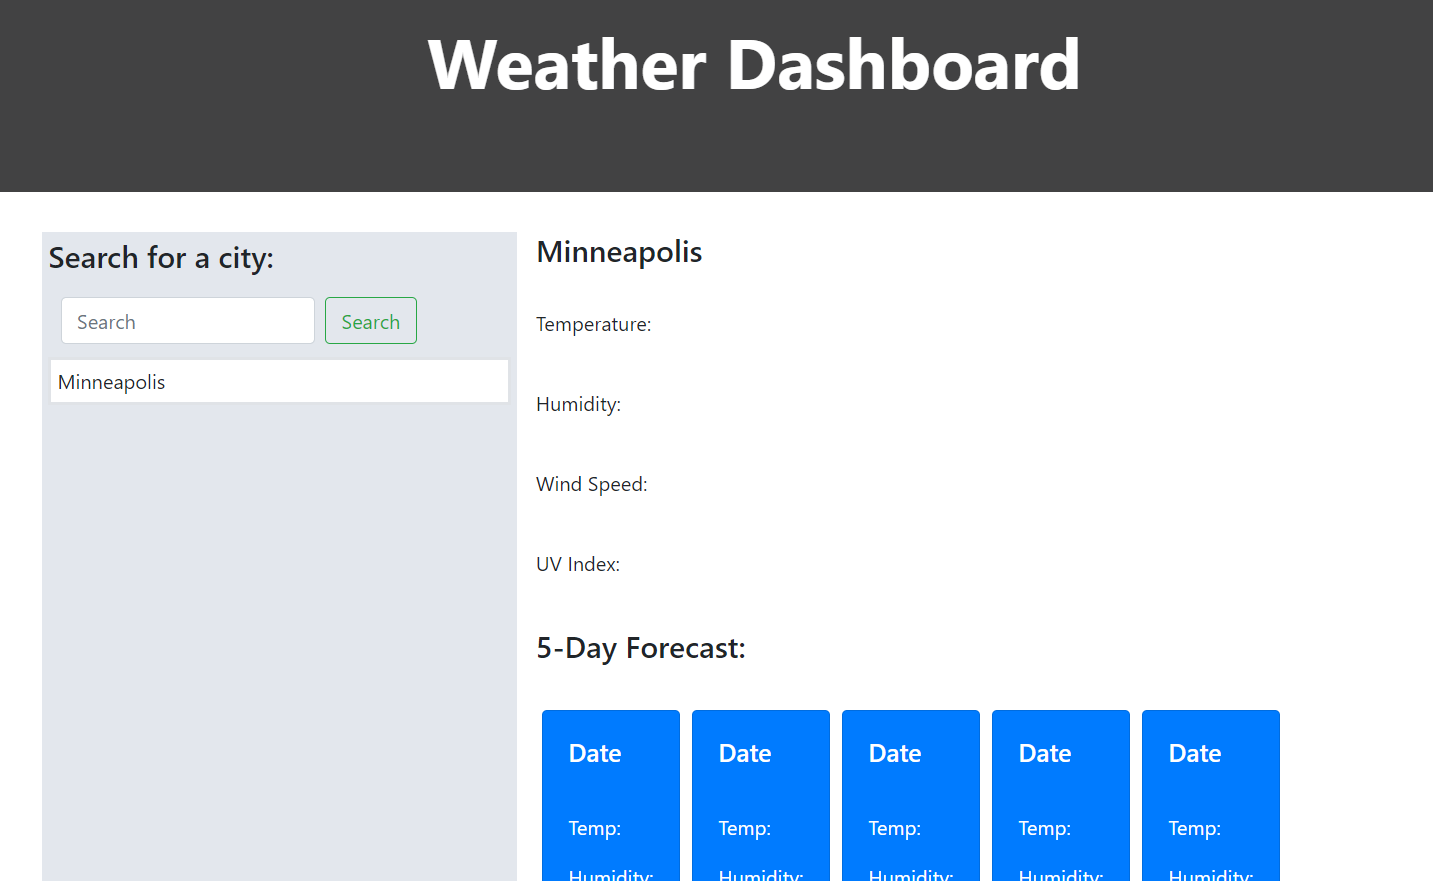 Weather Dashboard
Search for a city:
Search Search
Minneapolis
Minneapolis
Temperature:
Humidity:
Wind Speed:
UV Index:
5-Day Forecast:
Date Date Date Date Date
Temp: Temp: Temp: Temp: Temp:
Humidity: Humidity: Humidity: Humidity: Humidity: